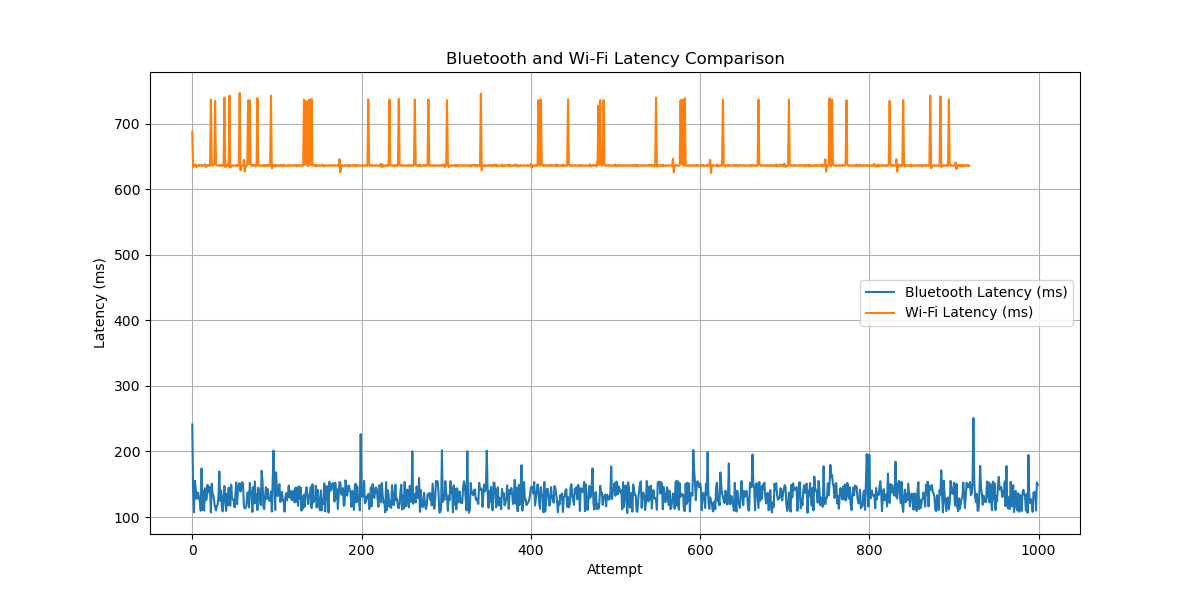 Bluetooth and Wi-Fi Latency Comparison
Latency (ms)
700
600
500
400
300
200
100
Bluetooth Latency (ms)
Wi-Fi Latency (ms)
0 200 400 600 800 1000
Attempt